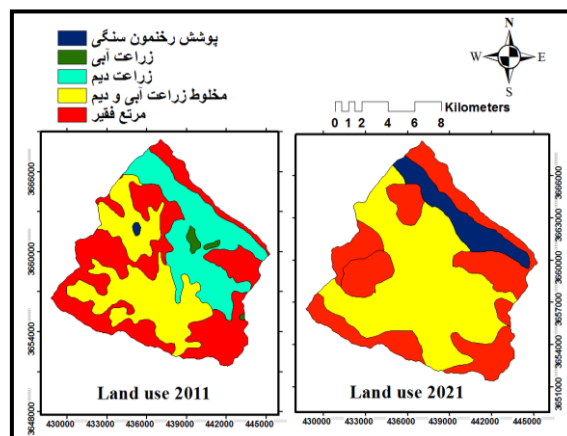 پوشش رخنمون سنگی
زراعت آبی
زراعت دیم
مخلوط زراعت آبی و دیم
مرتع فقیر
N
W E
S
Kilometers
0 1 2 4 6 8
3666000
3660000
3654000
3648000
Land use 2011
430000 433000 436000 439000 442000 445000
3666000
3663000
3660000
3657000
3654000
3651000
Land use 2021
430000 433000 436000 439000 442000 445000